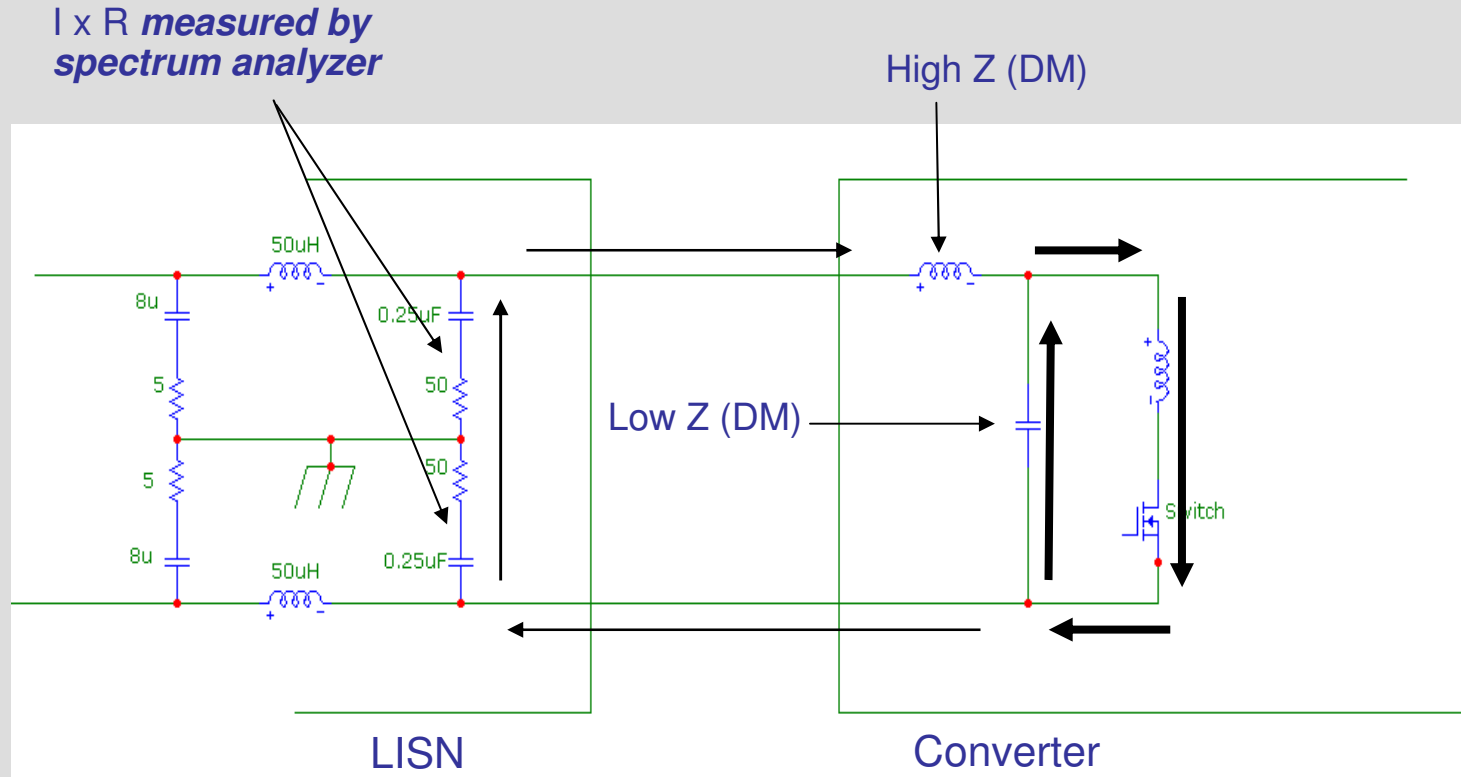 I x R measured by
spectrum analyzer
High Z (DM)
50uH
+ -
+ -
8u
0.25uF
+
-
5
50
Low Z (DM)
5
50
Switch
8u
0.25uF
50uH
+ -
LISN
Converter